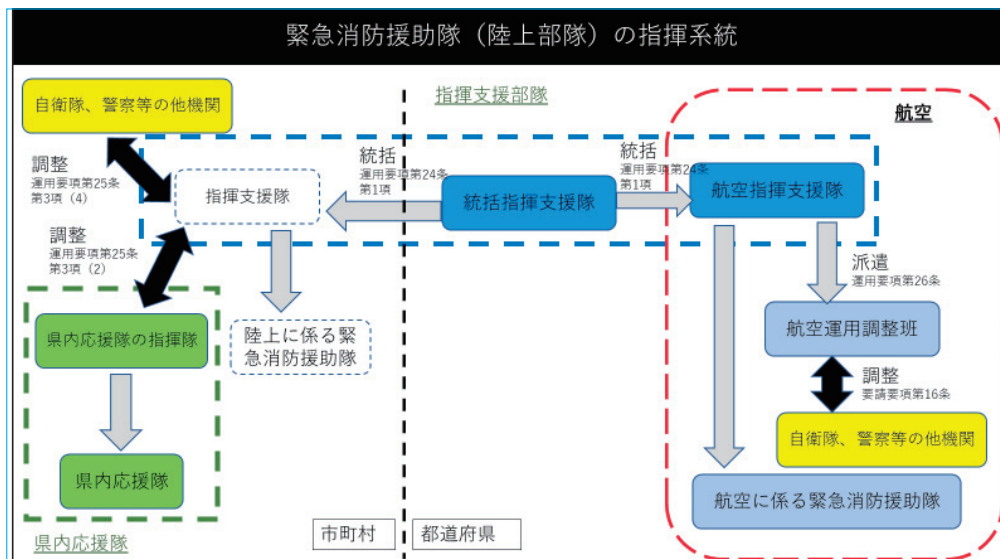 緊急消防援助隊（陸上部隊）の指揮系統
自衛隊、警察等の他機関
指揮支援部隊
航空
調整
運用要項第25条
第3項（4）
統括
運用要項第24条
第1項
統括
運用要項第24条
第1項
指揮支援隊
統括指揮支援隊
航空指揮支援隊
調整
運用要項第25条
第3項（2）
派遣
運用要項第26条
県内応援隊の指揮隊
陸上に係る緊
急消防援助隊
航空運用調整班
調整
要請要項第16条
自衛隊、警察等の他機関
県内応援隊
航空に係る緊急消防援助隊
県内応援隊
市町村
都道府県